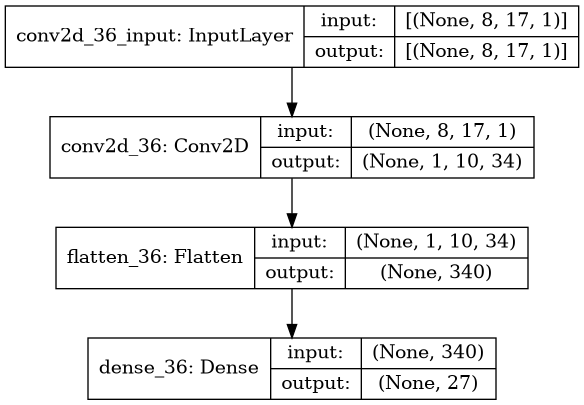 conv2d_36_input: InputLayer
input:
[(None, 8, 17, 1)]
output:
[(None, 8, 17, 1)]
conv2d_36: Conv2D
input:
(None, 8, 17, 1)
output:
(None, 1, 10, 34)
flatten_36: Flatten
input:
(None, 1, 10, 34)
output:
(None, 340)
dense_36: Dense
input:
(None, 340)
output:
(None, 27)